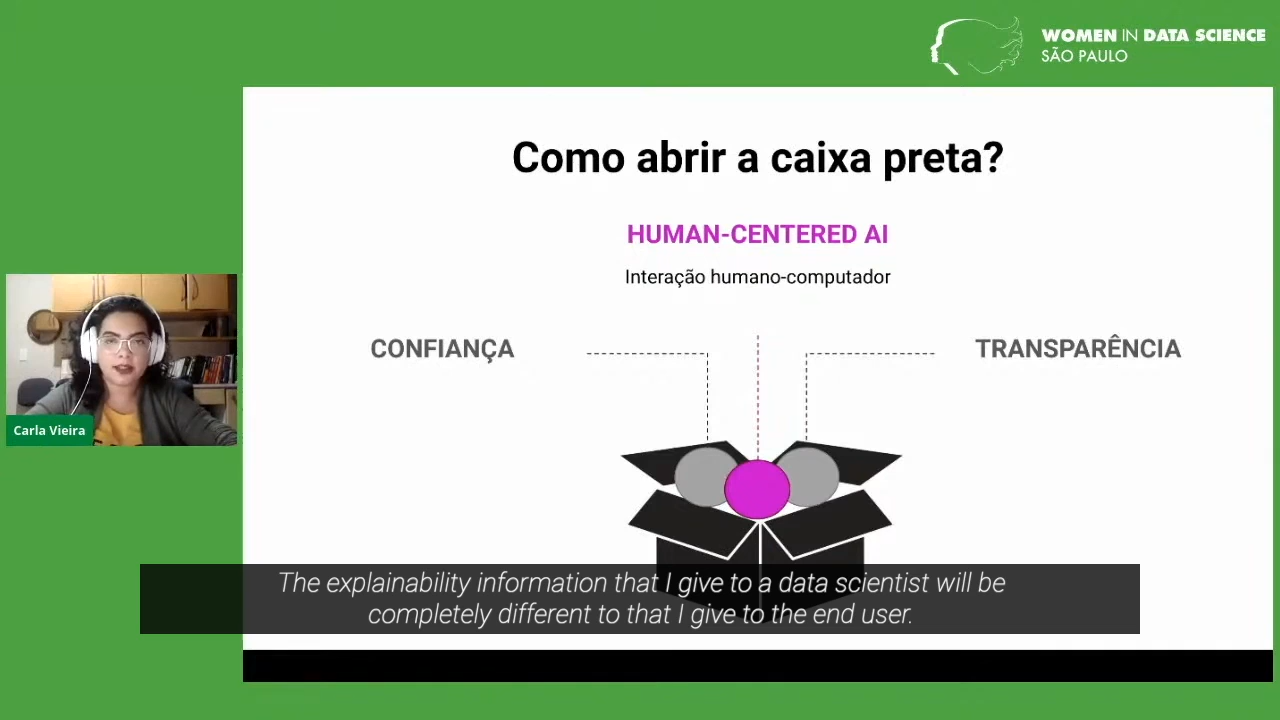 WOMEN IN DATA SCIENCE
SÃO PAULO
Como abrir a caixa preta?
HUMAN-CENTERED AI
Interação humano-computador
CONFIANÇA
TRANSPARÊNCIA
Carla Vieira
The explainability information that I give to a data scientist will be
completely different to that I give to the end user.